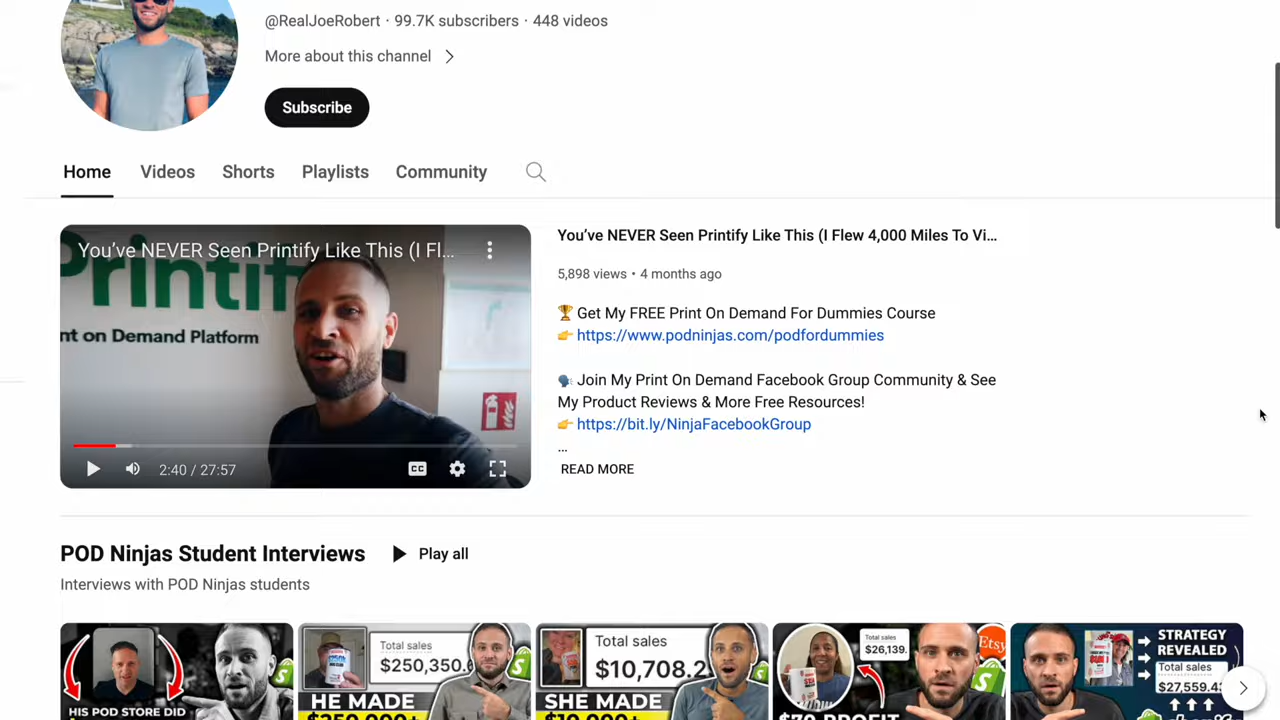 @RealJoeRobert · 99.7K subscribers · 448 videos
More about this channel
Subscribe
Home Videos Shorts Playlists Community
You've NEVER Seen Printify Like This (I Fl...
Printif
nt on Demand Platform
2:40 / 27:57
CC
You've NEVER Seen Printify Like This (I Flew 4,000 Miles To Vi...
5,898 views • 4 months ago
🏆 Get My FREE Print On Demand For Dummies Course
👉 https://www.podninjas.com/podfordummies
🗣 Join My Print On Demand Facebook Group Community & See
My Product Reviews & More Free Resources!
👉 https://bit.ly/NinjaFacebookGroup
...
READ MORE
POD Ninjas Student Interviews Play all
Interviews with POD Ninjas students
HIS POD STORE DID
Total sales
$250,350.
HE MADE
$250,000+
Total sales
$10,708.2
SHE MADE
$10,000+
Total sales
$26,139.
Etsy
$70 PROFIT
STRATEGY
REVEALED
Total sales
$27,559.4